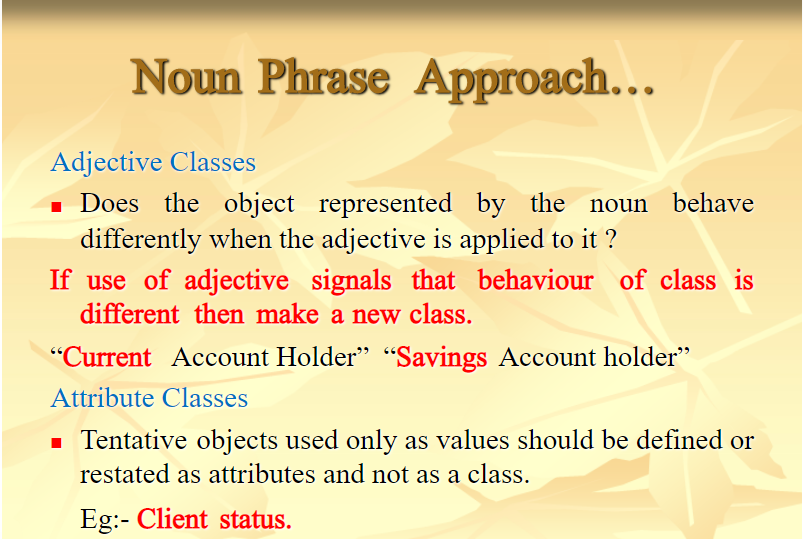 Noun Phrase Approach...
Adjective Classes
▪ Does the object represented by the noun behave
differently when the adjective is applied to it ?
If use of adjective signals that behaviour of class is
different then make a new class.
“Current Account Holder” “Savings Account holder”
Attribute Classes
▪ Tentative objects used only as values should be defined or
restated as attributes and not as a class.
Eg:- Client status.